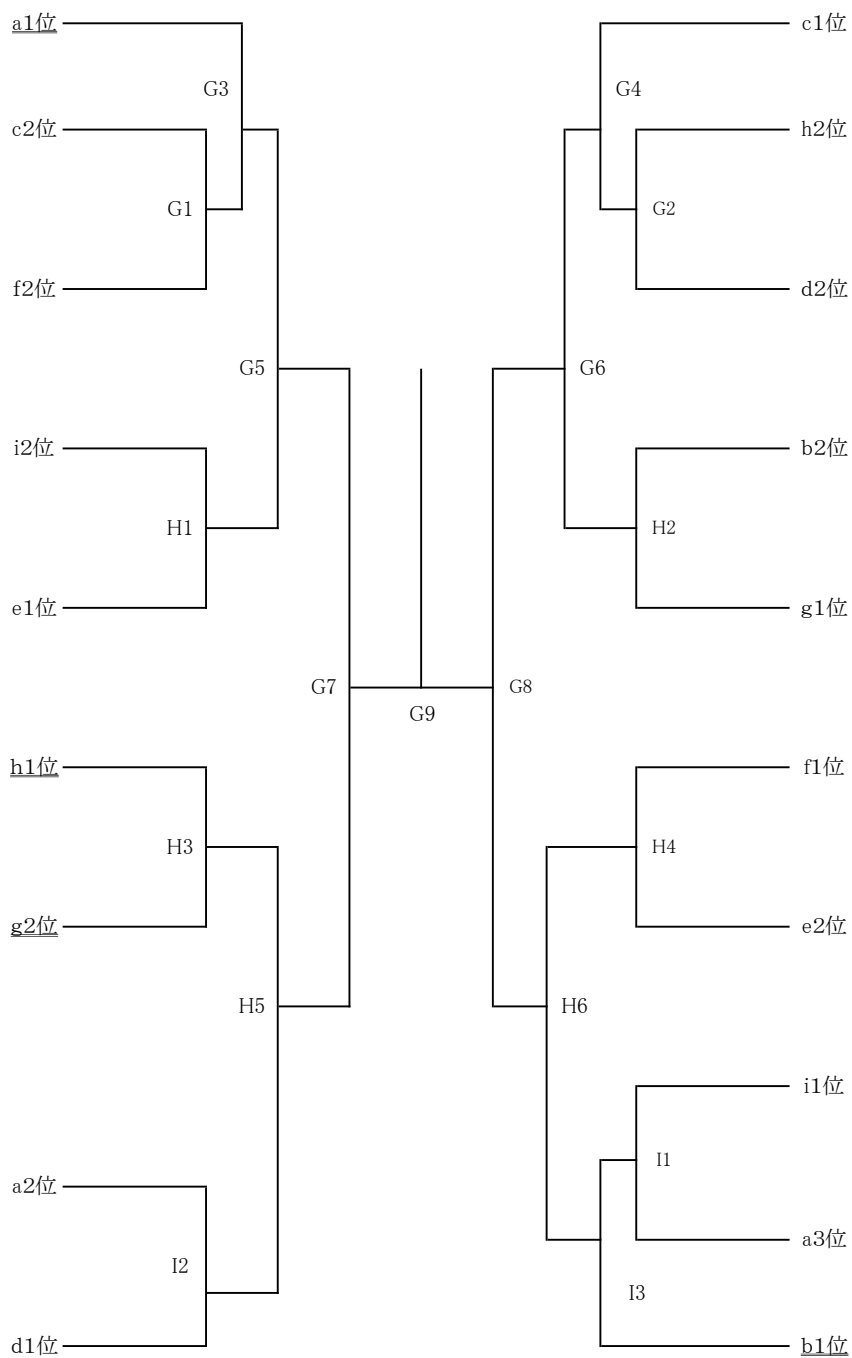 a1位 c1位
G3 G4
c2位 h2位
G1 G2
f2位 d2位
G5 G6
i2位 b2位
H1 H2
e1位 g1位
G7 G8
G9
h1位 f1位
H3 H4
g2位 e2位
H5 H6
i1位
I1
a2位
a3位
I2
I3
d1位 b1位